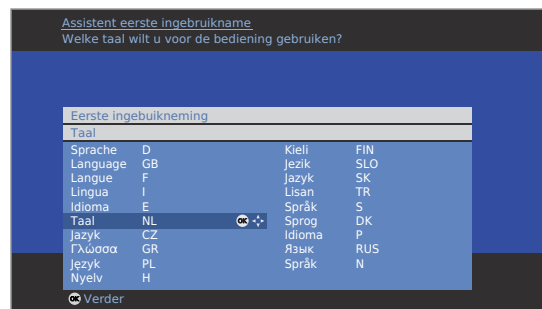 Assistent eerste ingebruikname
Welke taal wilt u voor de bediening gebruiken?
Eerste ingebuikneming
Taal
Sprache D Kieli FIN
Language GB Jezik SLO
Langue F Jazyk SK
Lingua I Lisan TR
Idioma E Språk S
Taal NL OK Sprog DK
Jazyk CZ Idioma P
Γλώσσα GR Язык RUS
Język PL Språk N
Nyelv H
OK Verder